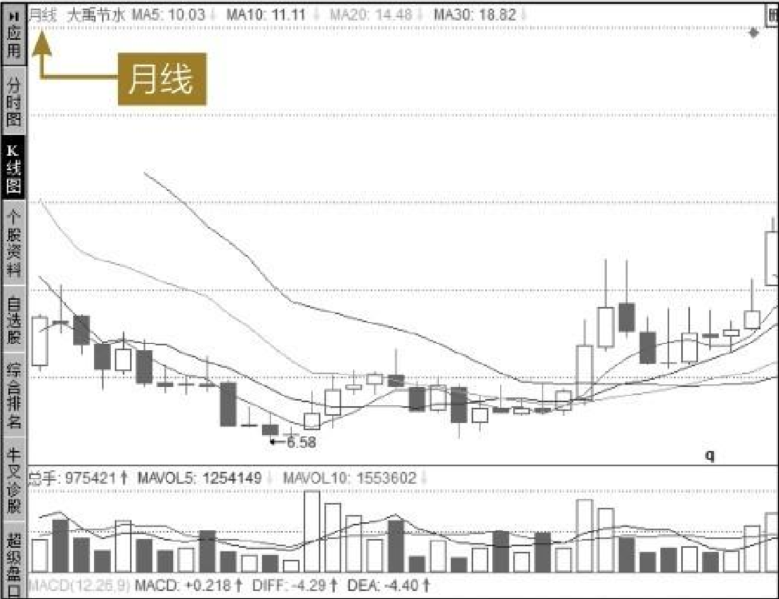 月线 大禹节水 MA5: 10.03↓ MA10: 11.11↓ MA20: 14.48↓ MA30: 18.82↓
月线
应用
分时图
K线图
个股资料
自选股
综合排名
牛叉诊股
超级盘口
←6.58
q
总手: 975421↑ MAVOL5: 1254149↓ MAVOL10: 1553602↓
MACD(12,26,9) MACD: +0.218↑ DIFF: -4.29↑ DEA: -4.40↑